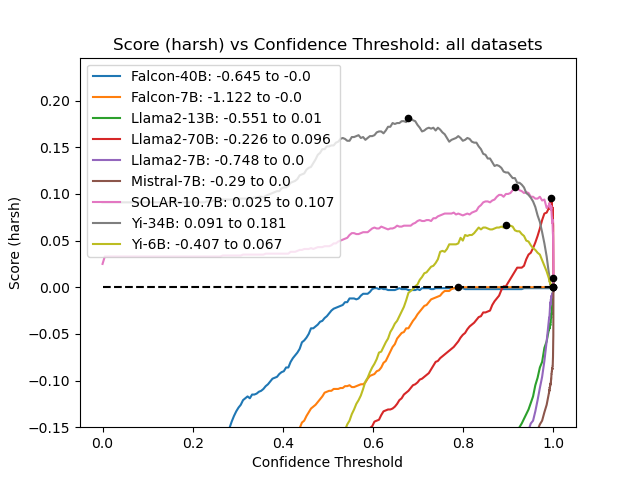 Score (harsh) vs Confidence Threshold: all datasets
Falcon-40B: -0.645 to -0.0
Falcon-7B: -1.122 to -0.0
Llama2-13B: -0.551 to 0.01
Llama2-70B: -0.226 to 0.096
Llama2-7B: -0.748 to 0.0
Mistral-7B: -0.29 to 0.0
SOLAR-10.7B: 0.025 to 0.107
Yi-34B: 0.091 to 0.181
Yi-6B: -0.407 to 0.067
Score (harsh)
0.20
0.15
0.10
0.05
0.00
−0.05
−0.10
−0.15
0.0 0.2 0.4 0.6 0.8 1.0
Confidence Threshold